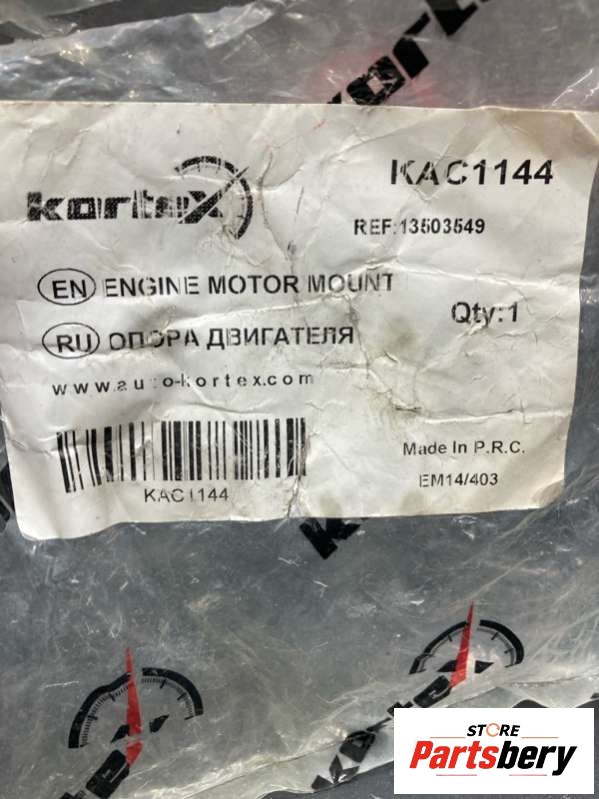 kortex
KAC1144
REF:13503549
EN ENGINE MOTOR MOUNT
Qty:1
RU ОПОРА ДВИГАТЕЛЯ
www.auto-kortex.com
KAC1144
Made In P.R.C.
EM14/403
STORE
Partsbery